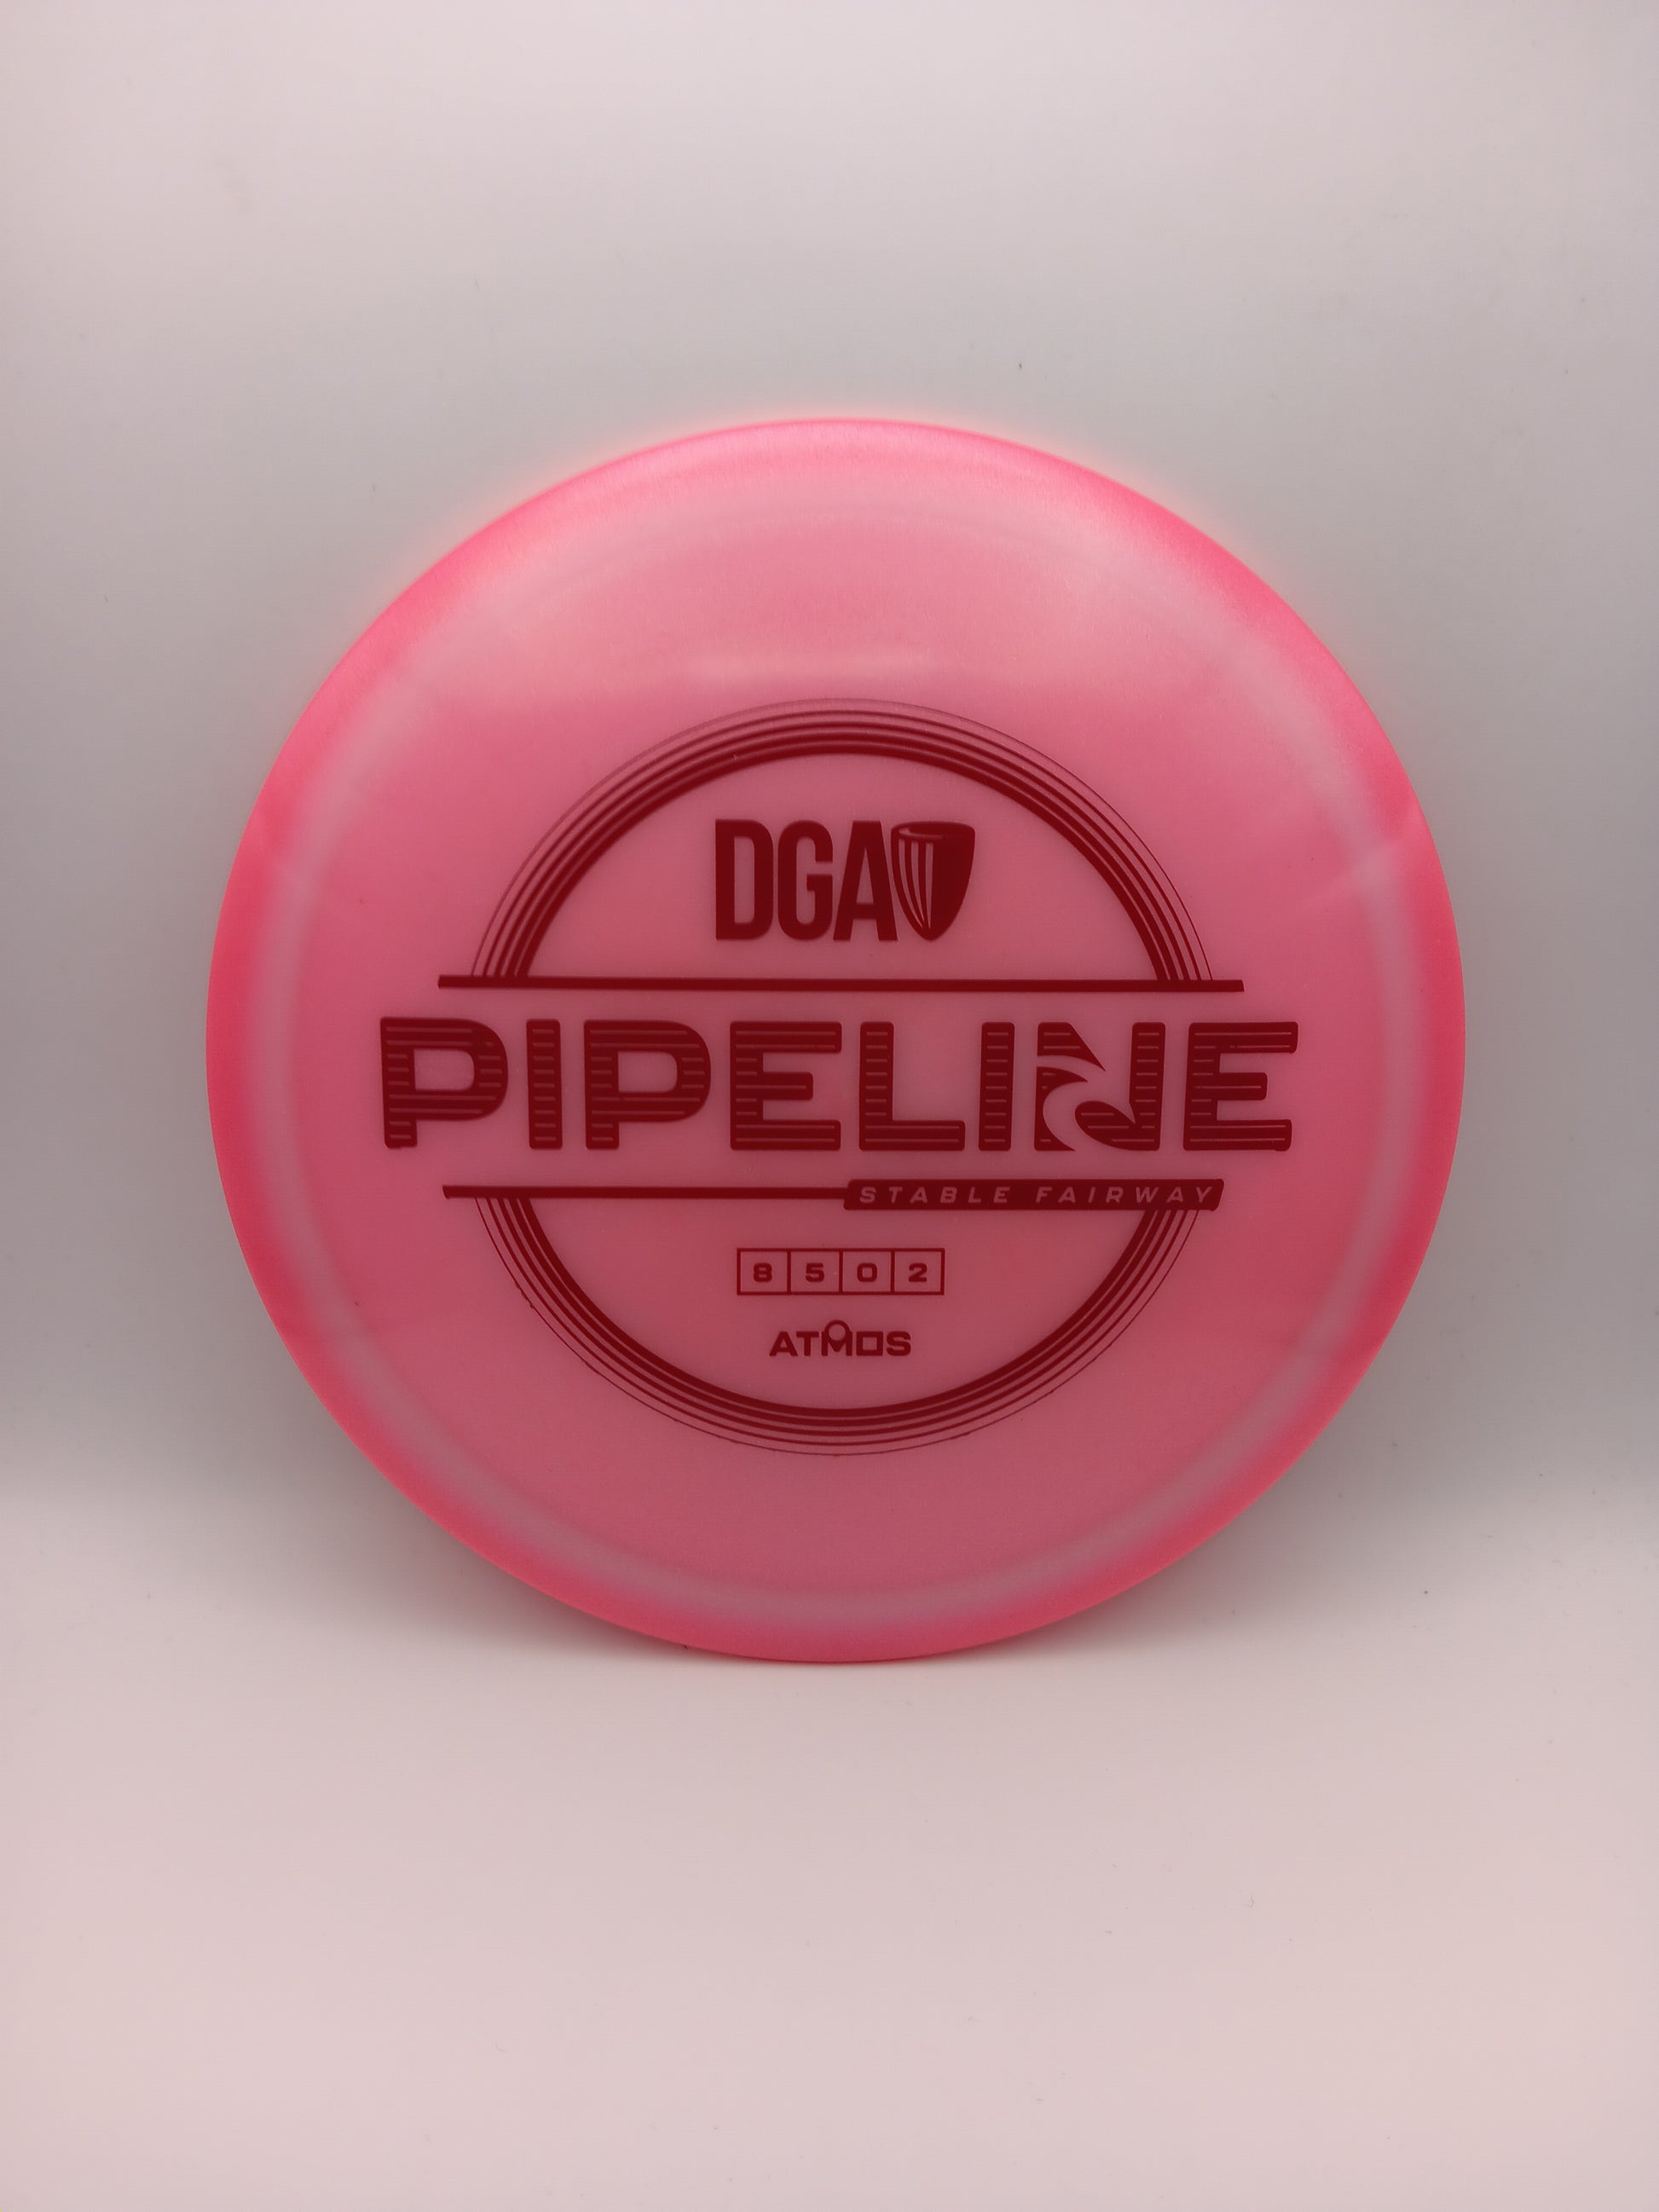 DGA
PIPELINE
STABLE FAIRWAY
8 5 0 2
ATMOS